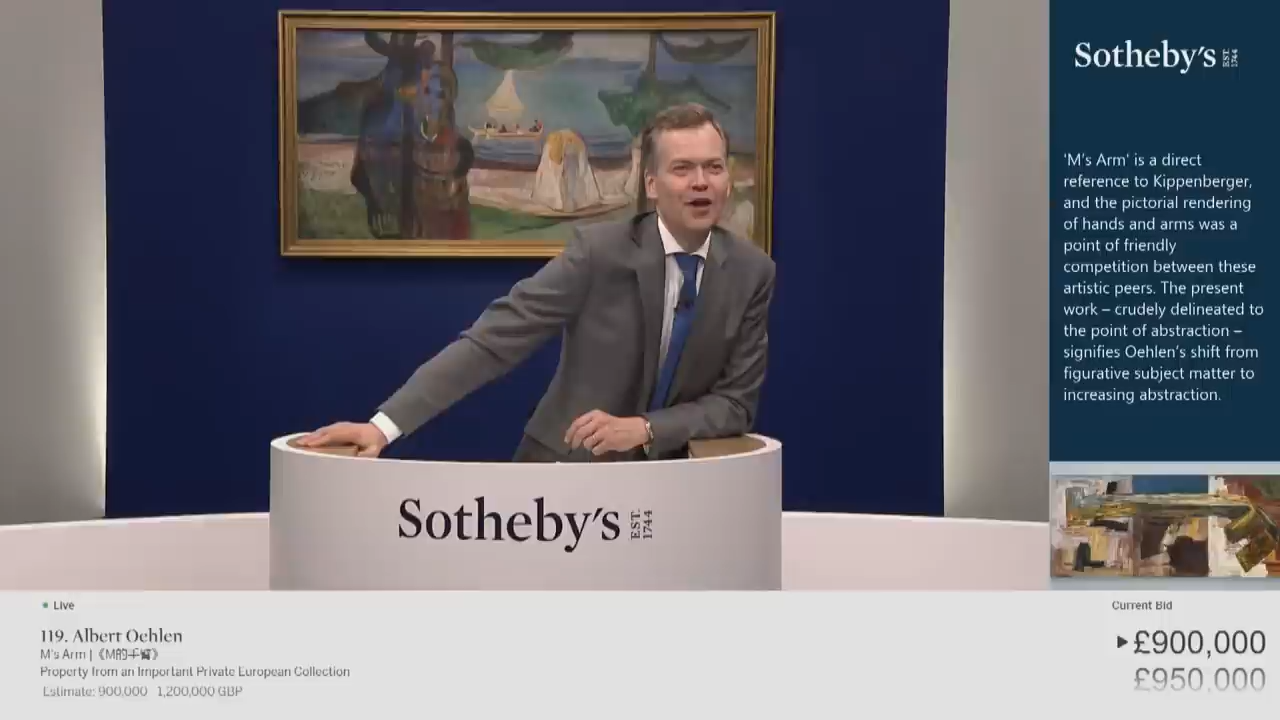 Sotheby's EST. 1744
'M's Arm' is a direct
reference to Kippenberger,
and the pictorial rendering
of hands and arms was a
point of friendly
competition between these
artistic peers. The present
work – crudely delineated to
the point of abstraction –
signifies Oehlen's shift from
figurative subject matter to
increasing abstraction.
Sotheby's EST. 1744
Live
119. Albert Oehlen
M's Arm | 《M的手臂》
Property from an Important Private European Collection
Estimate: 900,000 1,200,000 GBP
Current Bid
£900,000
£950,000